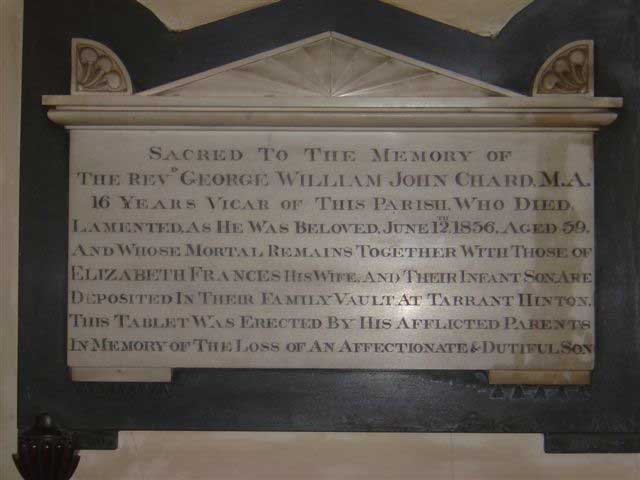 SACRED TO THE MEMORY OF
THE REVD GEORGE WILLIAM JOHN CHARD, M.A.
16 YEARS VICAR OF THIS PARISH, WHO DIED,
LAMENTED, AS HE WAS BELOVED, JUNE 12TH 1856, AGED 59,
AND WHOSE MORTAL REMAINS TOGETHER WITH THOSE OF
ELIZABETH FRANCES HIS WIFE, AND THEIR INFANT SON, ARE
DEPOSITED IN THEIR FAMILY VAULT AT TARRANT HINTON.
THIS TABLET WAS ERECTED BY HIS AFFLICTED PARENTS
IN MEMORY OF THE LOSS OF AN AFFECTIONATE & DUTIFUL SON